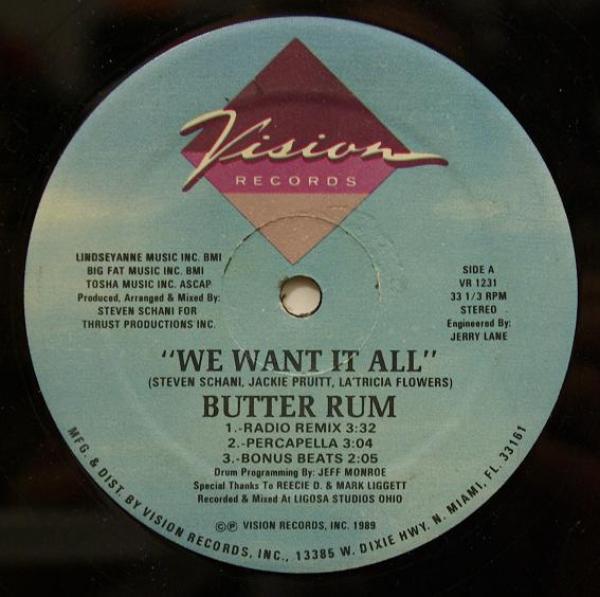 Vision
RECORDS
LINDSEYANNE MUSIC INC. BMI
BIG FAT MUSIC INC. BMI
TOSHA MUSIC INC. ASCAP
Produced, Arranged & Mixed By:
STEVEN SCHANI FOR
THRUST PRODUCTIONS INC.
SIDE A
VR 1231
33 1/3 RPM
STEREO
Engineered By:
JERRY LANE
"WE WANT IT ALL"
(STEVEN SCHANI, JACKIE PRUITT, LA'TRICIA FLOWERS)
BUTTER RUM
1.-RADIO REMIX 3:32
2.-PERCAPELLA 3:04
3.-BONUS BEATS 2:05
Drum Programming By: JEFF MONROE
Special Thanks To REECIE D. & MARK LIGGETT
Recorded & Mixed At LIGOSA STUDIOS OHIO
©℗ VISION RECORDS, INC. 1989
MFG. & DIST. BY VISION RECORDS, INC., 13385 W. DIXIE HWY. N. MIAMI, FL. 33161